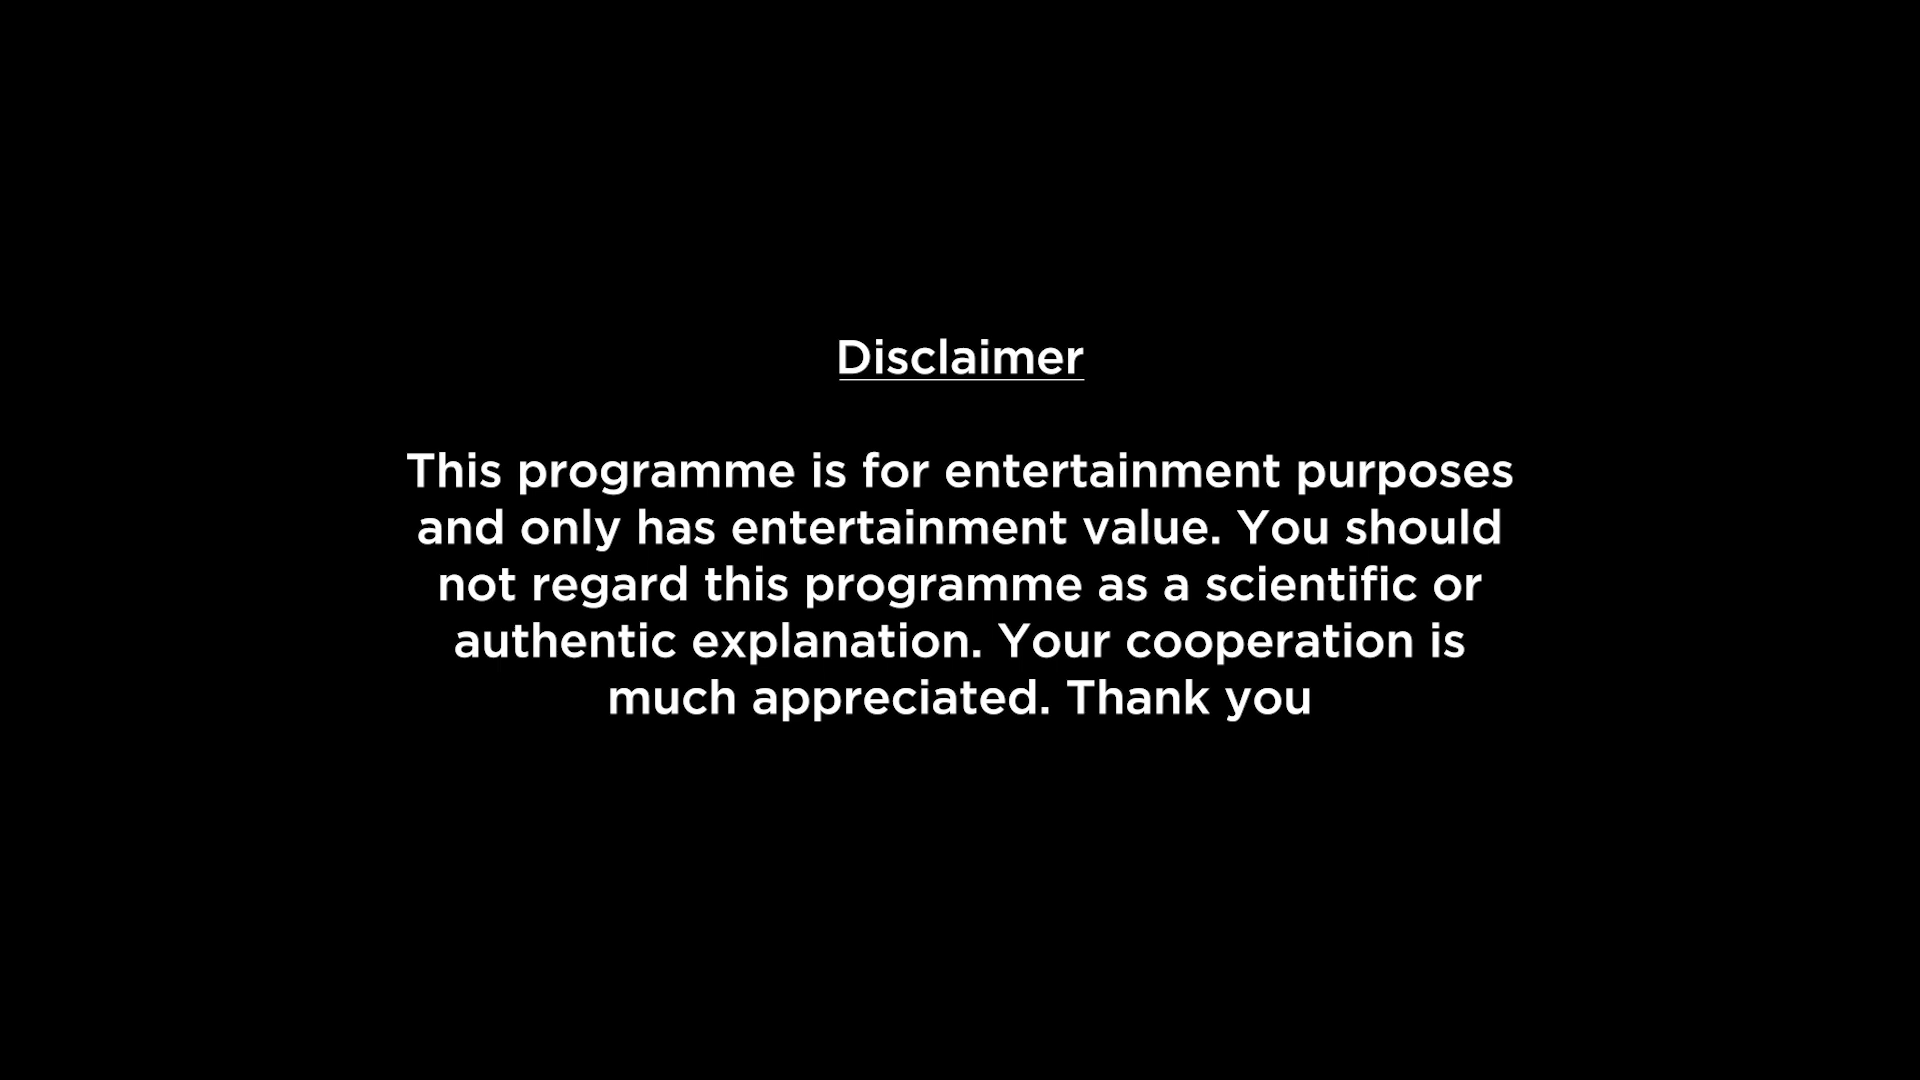 Disclaimer
This programme is for entertainment purposes
and only has entertainment value. You should
not regard this programme as a scientific or
authentic explanation. Your cooperation is
much appreciated. Thank you